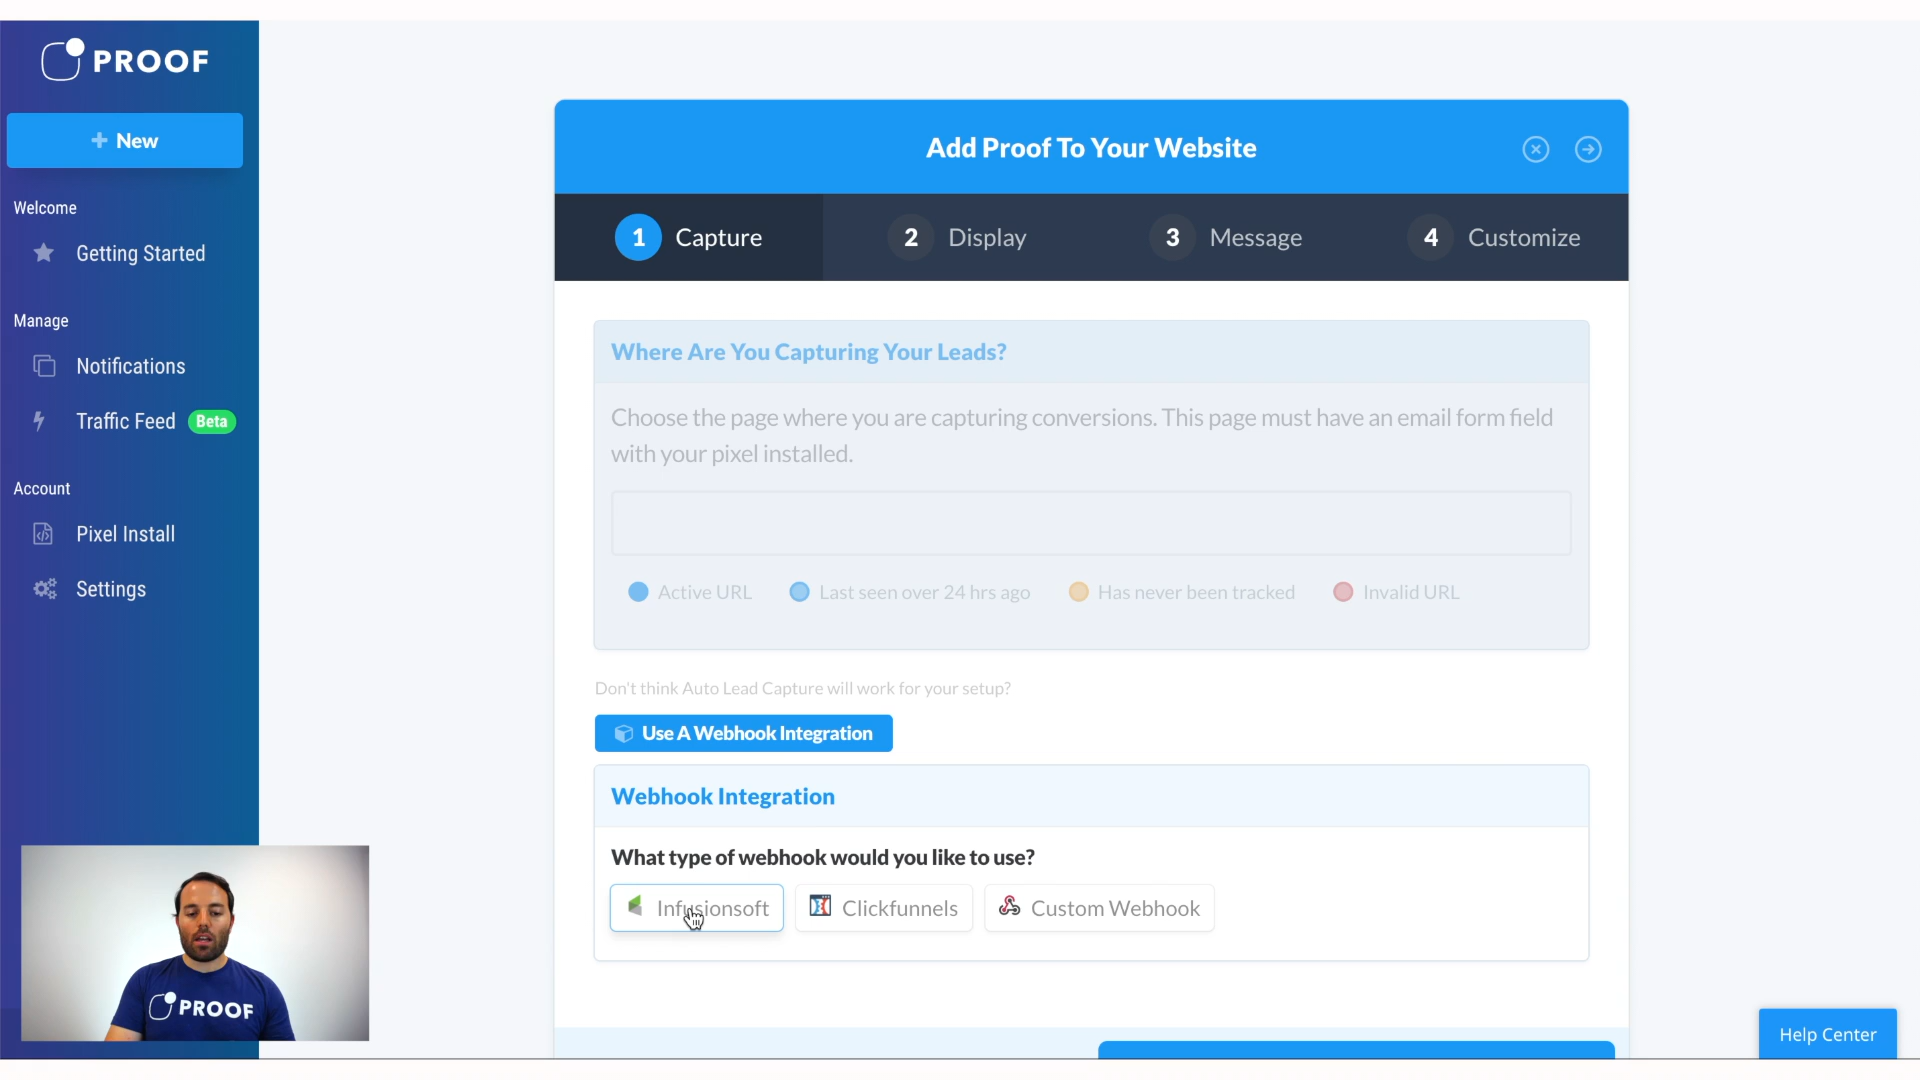 PROOF
New
Welcome
Getting Started
Manage
Notifications
Traffic Feed Beta
Account
Pixel Install
Settings
Add Proof To Your Website
1 Capture
2 Display
3 Message
4 Customize
Where Are You Capturing Your Leads?
Choose the page where you are capturing conversions. This page must have an email form field
with your pixel installed.
Active URL
Last seen over 24 hrs ago
Has never been tracked
Invalid URL
Don't think Auto Lead Capture will work for your setup?
Use A Webhook Integration
Webhook Integration
What type of webhook would you like to use?
Infusionsoft
Clickfunnels
Custom Webhook
PROOF
Help Center